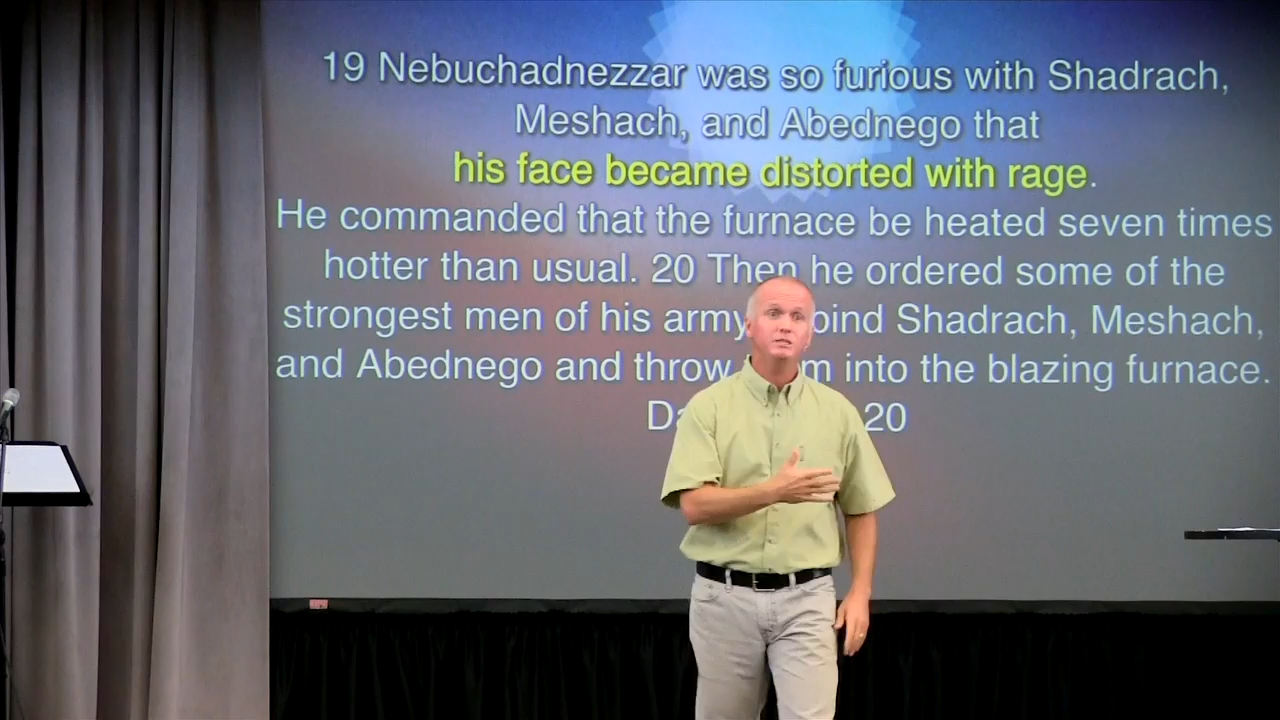 19 Nebuchadnezzar was so furious with Shadrach,
Meshach, and Abednego that
his face became distorted with rage.
He commanded that the furnace be heated seven times
hotter than usual. 20 Then he ordered some of the
strongest men of his army bind Shadrach, Meshach,
and Abednego and throw into the blazing furnace.
20